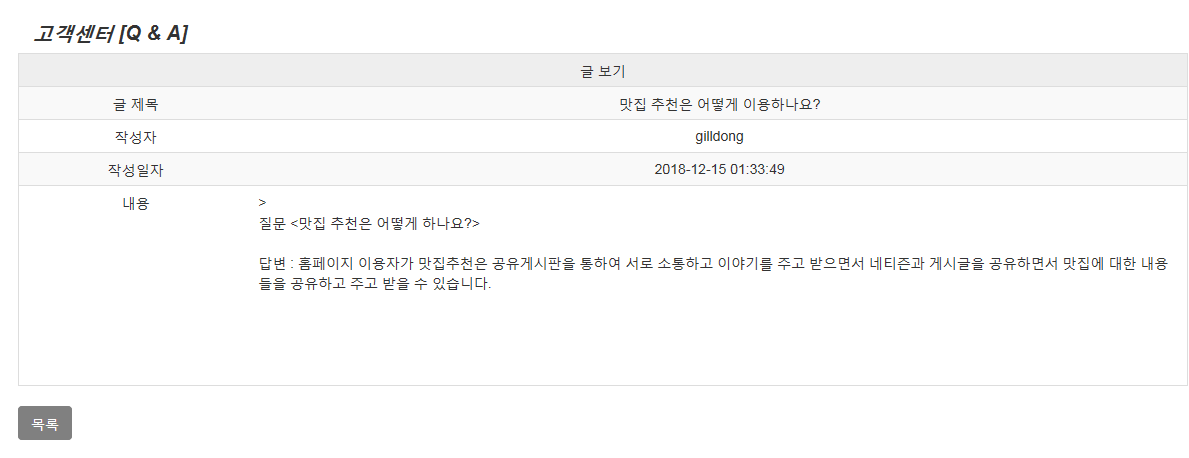 고객센터 [Q & A]
글 보기
글 제목 맛집 추천은 어떻게 이용하나요?
작성자 gilldong
작성일자 2018-12-15 01:33:49
내용 >
질문 <맛집 추천은 어떻게 하나요?>
답변 : 홈페이지 이용자가 맛집추천은 공유게시판을 통하여 서로 소통하고 이야기를 주고 받으면서 네티즌과 게시글을 공유하면서 맛집에 대한 내용
들을 공유하고 주고 받을 수 있습니다.
목록